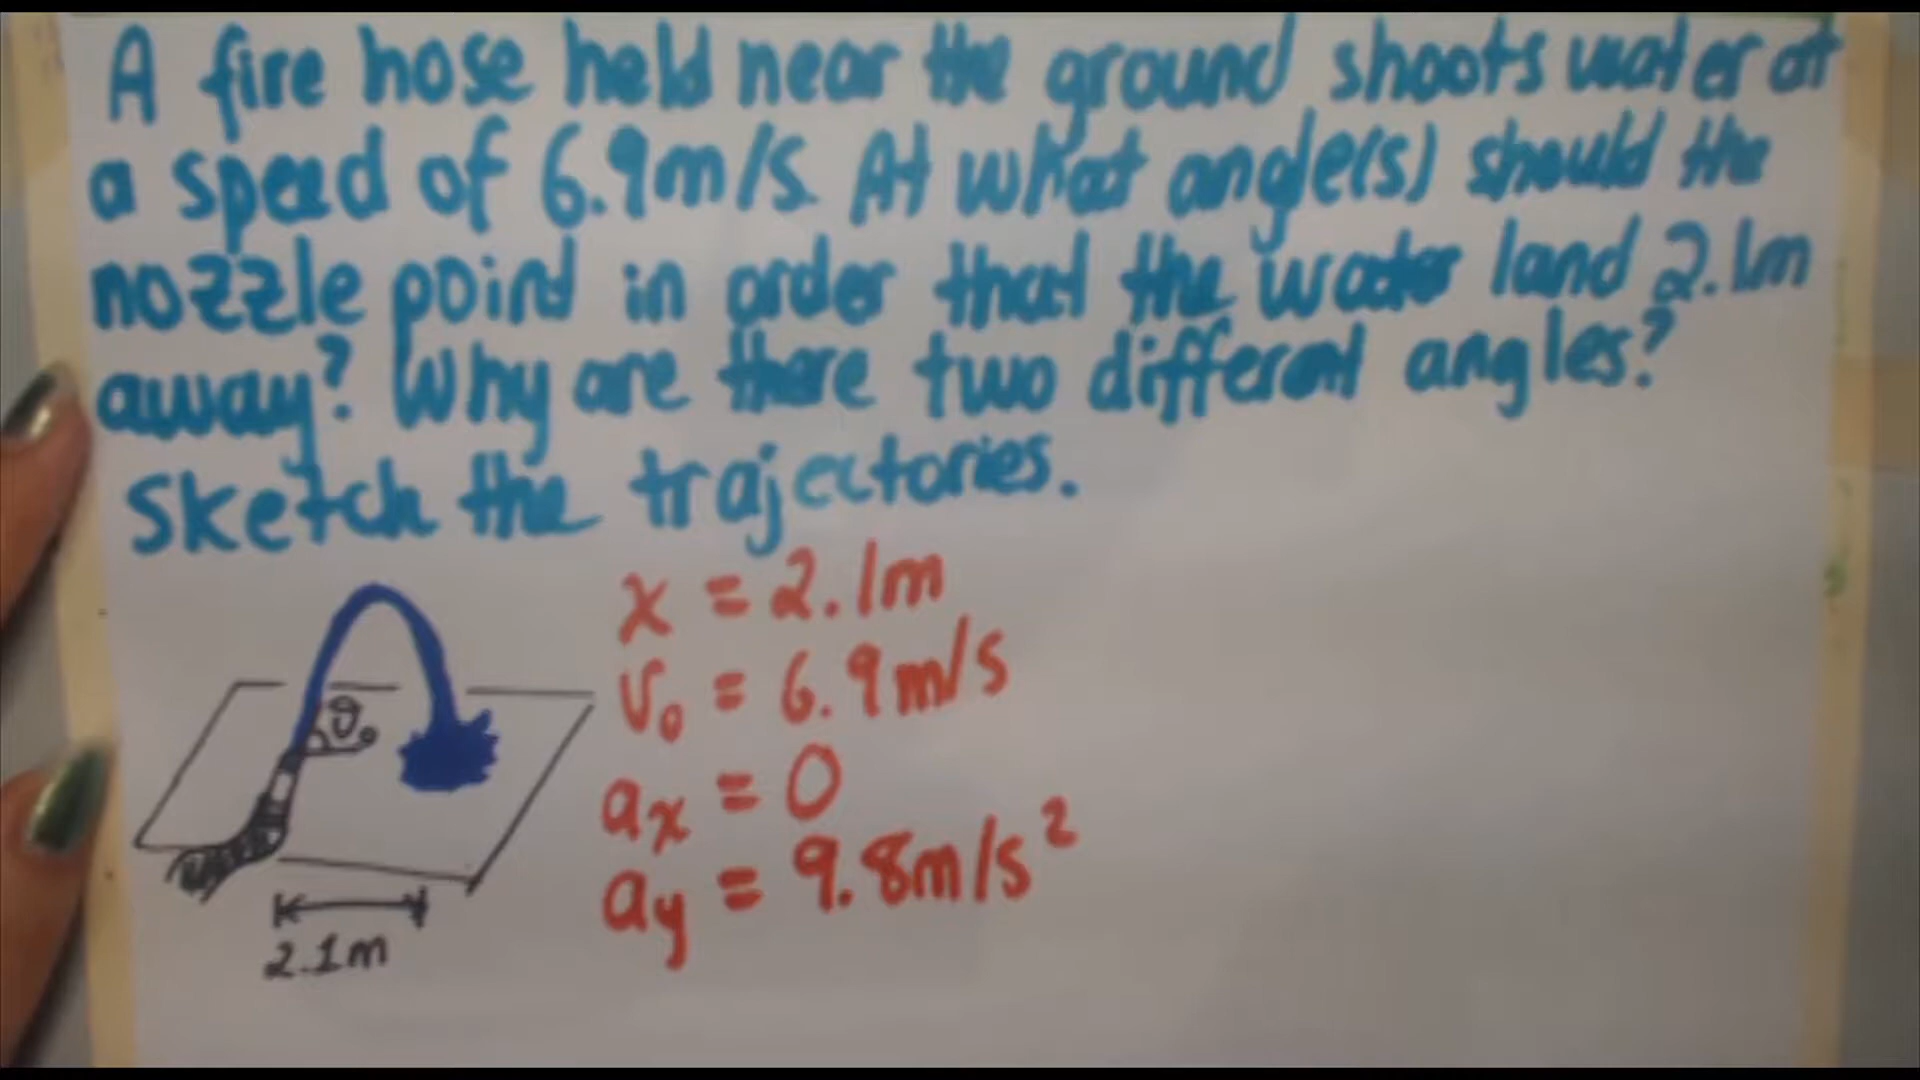 A fire hose held near the ground shoots water at
a speed of 6.9m/s. At what angle(s) should the
nozzle point in order that the water land 2.1m
away? Why are there two different angles?
Sketch the trajectories.
x = 2.1m
v₀ = 6.9m/s
θ₀
aₓ = 0
ay = 9.8m/s²
2.1m